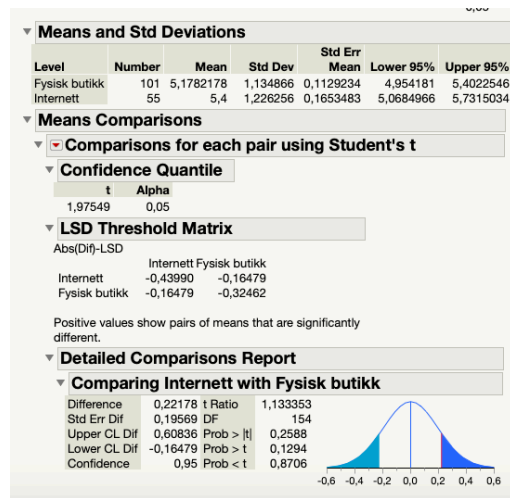 Means and Std Deviations
Std Err
Level Number Mean Std Dev Mean Lower 95% Upper 95%
Fysisk butikk 101 5,1782178 1,134866 0,1129234 4,954181 5,4022546
Internett 55 5,4 1,226256 0,1653483 5,0684966 5,7315034
Means Comparisons
Comparisons for each pair using Student's t
Confidence Quantile
t Alpha
1,97549 0,05
LSD Threshold Matrix
Abs(Dif)-LSD
Internett Fysisk butikk
Internett -0,43990 -0,16479
Fysisk butikk -0,16479 -0,32462
Positive values show pairs of means that are significantly
different.
Detailed Comparisons Report
Comparing Internett with Fysisk butikk
Difference 0,22178 t Ratio 1,133353
Std Err Dif 0,19569 DF 154
Upper CL Dif 0,60836 Prob > |t| 0,2588
Lower CL Dif -0,16479 Prob > t 0,1294
Confidence 0,95 Prob < t 0,8706
-0,6 -0,4 -0,2 0,0 0,2 0,4 0,6